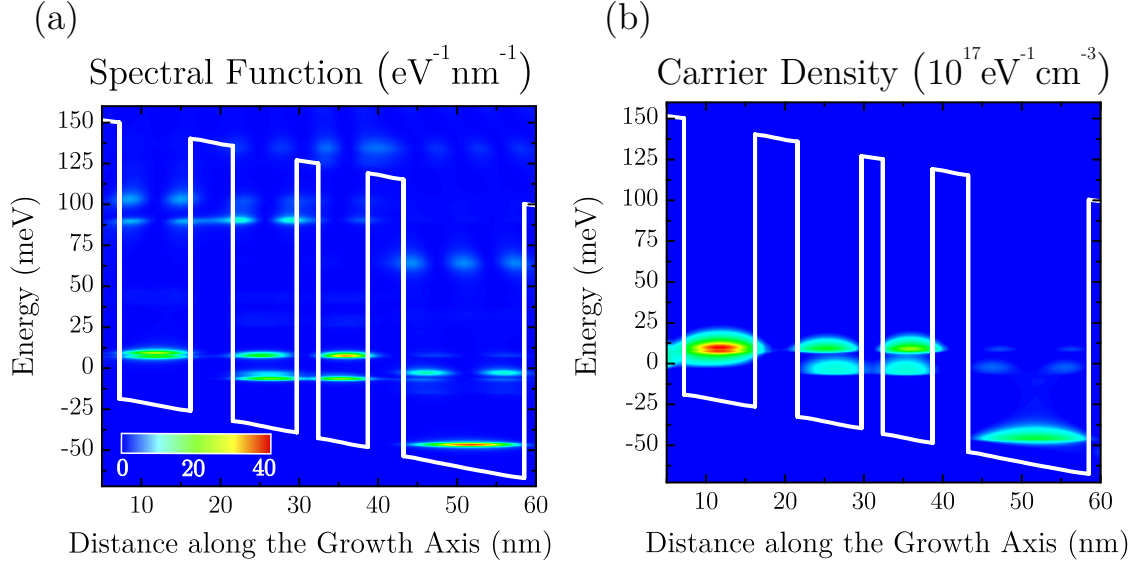 (a)
Spectral Function (eV⁻¹nm⁻¹)
150
125
100
75
50
25
0
-25
-50
Energy (meV)
0 20 40
10 20 30 40 50 60
Distance along the Growth Axis (nm)
(b)
Carrier Density (10¹⁷eV⁻¹cm⁻³)
150
125
100
75
50
25
0
-25
-50
Energy (meV)
10 20 30 40 50 60
Distance along the Growth Axis (nm)